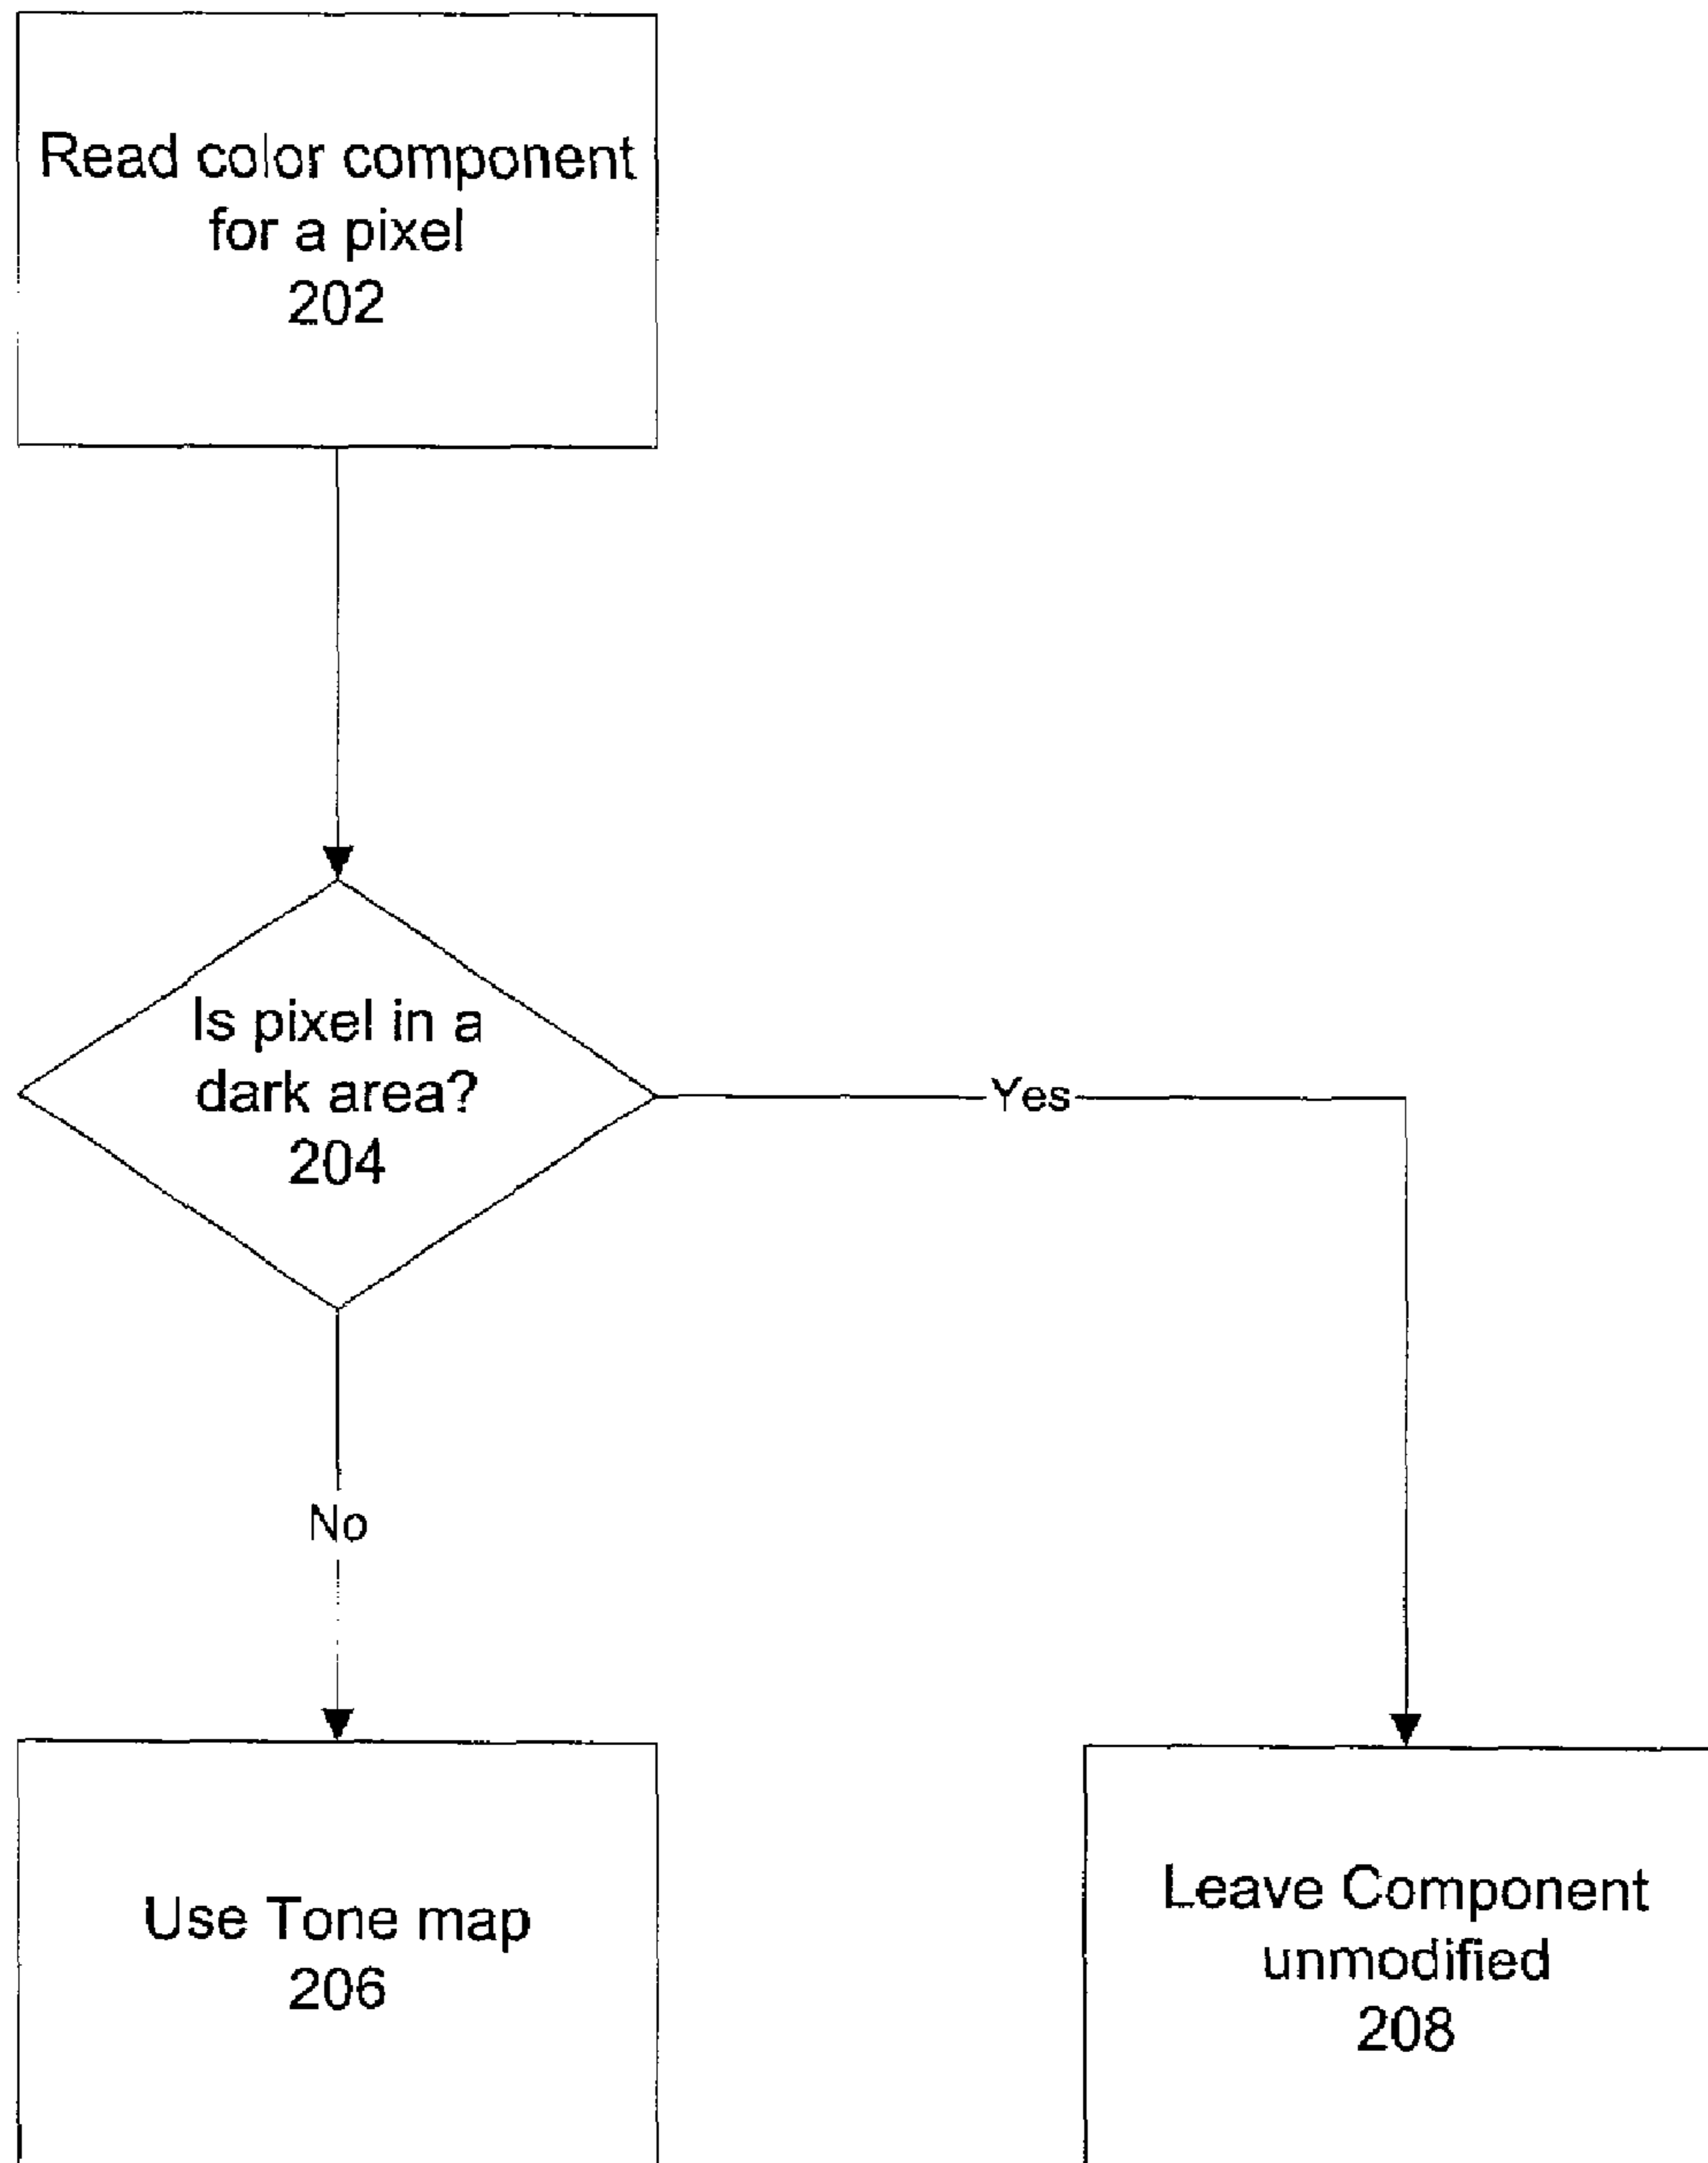 Read color component
for a pixel
202
Is pixel in a
dark area?
204
Yes
No
Use Tone map
206
Leave Component
unmodified
208